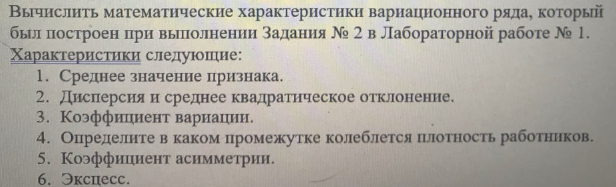 Вычислить математические характеристики вариационного ряда, который
был построен при выполнении Задания № 2 в Лабораторной работе № 1.
Характеристики следующие:
1. Среднее значение признака.
2. Дисперсия и среднее квадратическое отклонение.
3. Коэффициент вариации.
4. Определите в каком промежутке колеблется плотность работников.
5. Коэффициент асимметрии.
6. Эксцесс.